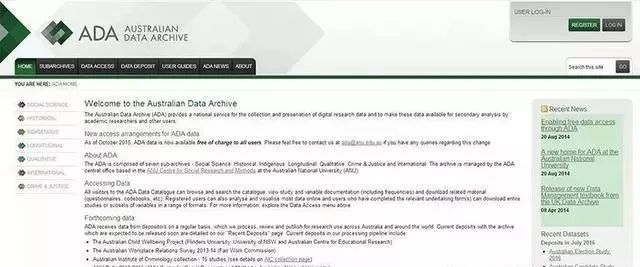 USER LOG-IN
REGISTER LOG IN
ADA AUSTRALIAN DATA ARCHIVE
HOME SUBARCHIVES DATA ACCESS DATA DEPOSIT USER GUIDES ADA NEWS ABOUT
Search this site GO
YOU ARE HERE: ADA HOME
SOCIAL SCIENCE
HISTORICAL
INDIGENOUS
LONGITUDINAL
QUALITATIVE
INTERNATIONAL
CRIME & JUSTICE
Welcome to the Australian Data Archive
The Australian Data Archive (ADA) provides a national service for the collection and preservation of digital research data and to make these data available for secondary analysis by
academic researchers and other users.
New access arrangements for ADA data
As of October 2015, ADA data is now available free of charge to all users. Please feel free to contact us at ada@anu.edu.au if you have any queries regarding this change.
About ADA
The ADA is comprised of seven sub-archives - Social Science, Historical, Indigenous, Longitudinal, Qualitative, Crime & Justice and International. The archive is managed by the ADA
central office based in the ANU Centre for Social Research and Methods at the Australian National University (ANU)
Accessing Data
All visitors to the ADA Data Catalogue can browse and search the catalogue, view study and variable documentation (including frequencies) and download related material
(questionnaires, codebooks, etc). Registered users can also analyse and visualise most data online and users who have completed the relevant undertaking form(s) can download entire
studies or subsets of variables in a range of formats. For more information, explore the Data Access menu above.
Forthcoming data
ADA receives data from depositors on a regular basis, which we process, review and publish for research use across Australia and around the world. Current deposits with the archive
which are expected to be released soon are detailed on our "Recent Deposits" page. Current deposits in our processing pipeline include:
• The Australian Child Wellbeing Project (Flinders University, University of NSW and Australian Centre for Educational Research)
• The Australian Workplace Relations Survey 2013-14 (Fair Work Commission)
• Australian Institute of Criminology collection - 15 studies (see details on AIC collection page)
Recent News
Enabling free data access
through ADA
20 Aug 2014
A new home for ADA at the
Australian National
University
20 Aug 2014
Release of new Data
Management textbook from
the UK Data Archive
08 Apr 2014
Recent Datasets
Deposits in July 2016
Australian Election Study,
2016